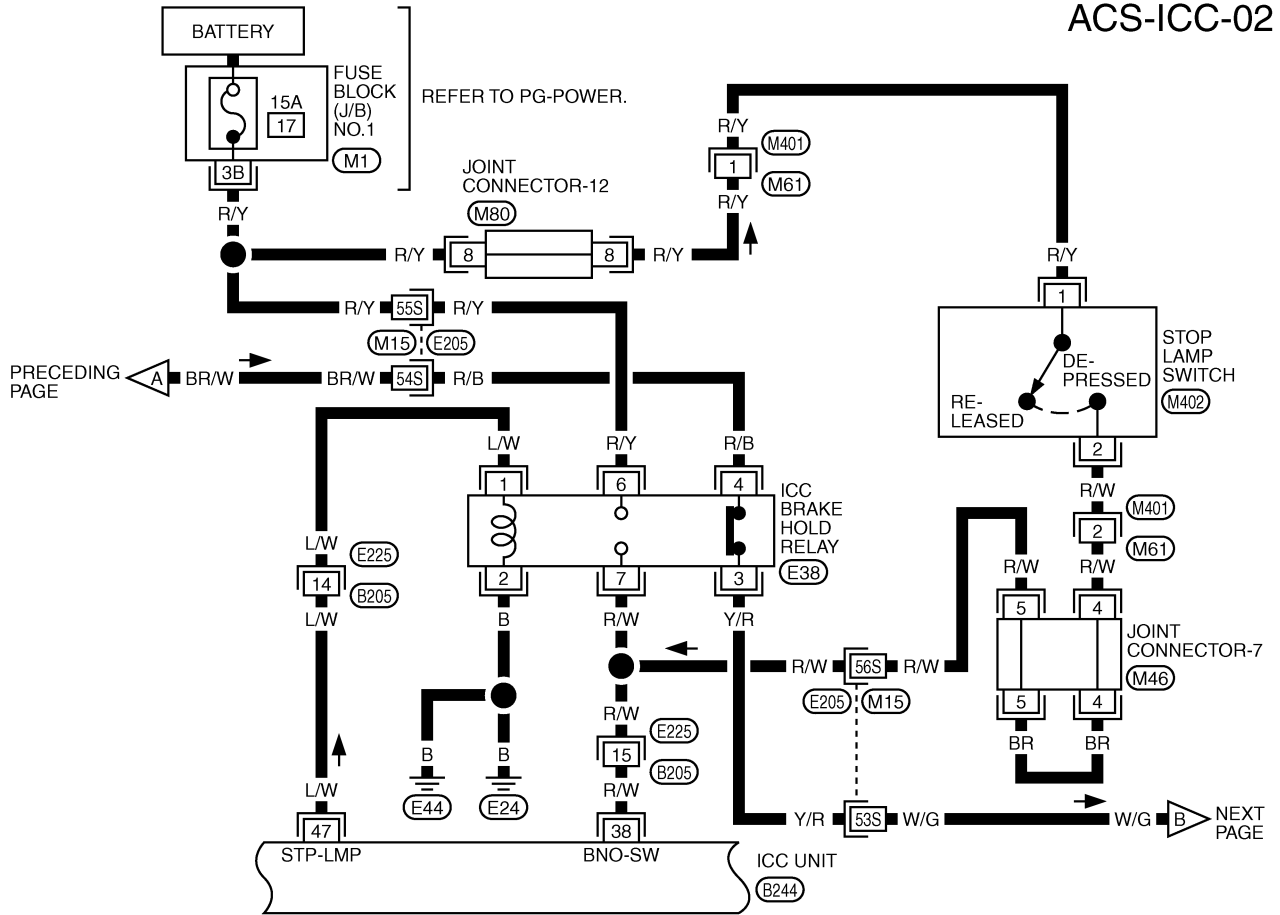 ACS-ICC-02
BATTERY
FUSE
BLOCK
(J/B)
NO.1
M1
15A
17
3B
REFER TO PG-POWER.
R/Y
JOINT
CONNECTOR-12
M80
R/Y
8
8
R/Y
R/Y
M401
1
M61
R/Y
R/Y
1
R/Y
55S
R/Y
M15
E205
PRECEDING
PAGE
A
BR/W
BR/W
54S
R/B
DE-
PRESSED
RE-
LEASED
STOP
LAMP
SWITCH
M402
2
R/W
M401
2
M61
R/W
R/W
L/W
R/Y
R/B
1
6
4
ICC
BRAKE
HOLD
RELAY
E38
2
7
3
L/W
E225
14
B205
L/W
B
R/W
Y/R
5
4
JOINT
CONNECTOR-7
M46
5
4
BR
BR
R/W
56S
R/W
E205
M15
R/W
E225
15
B205
R/W
B
B
E44
E24
L/W
47
38
STP-LMP
BNO-SW
ICC UNIT
B244
Y/R
53S
W/G
W/G
B
NEXT
PAGE